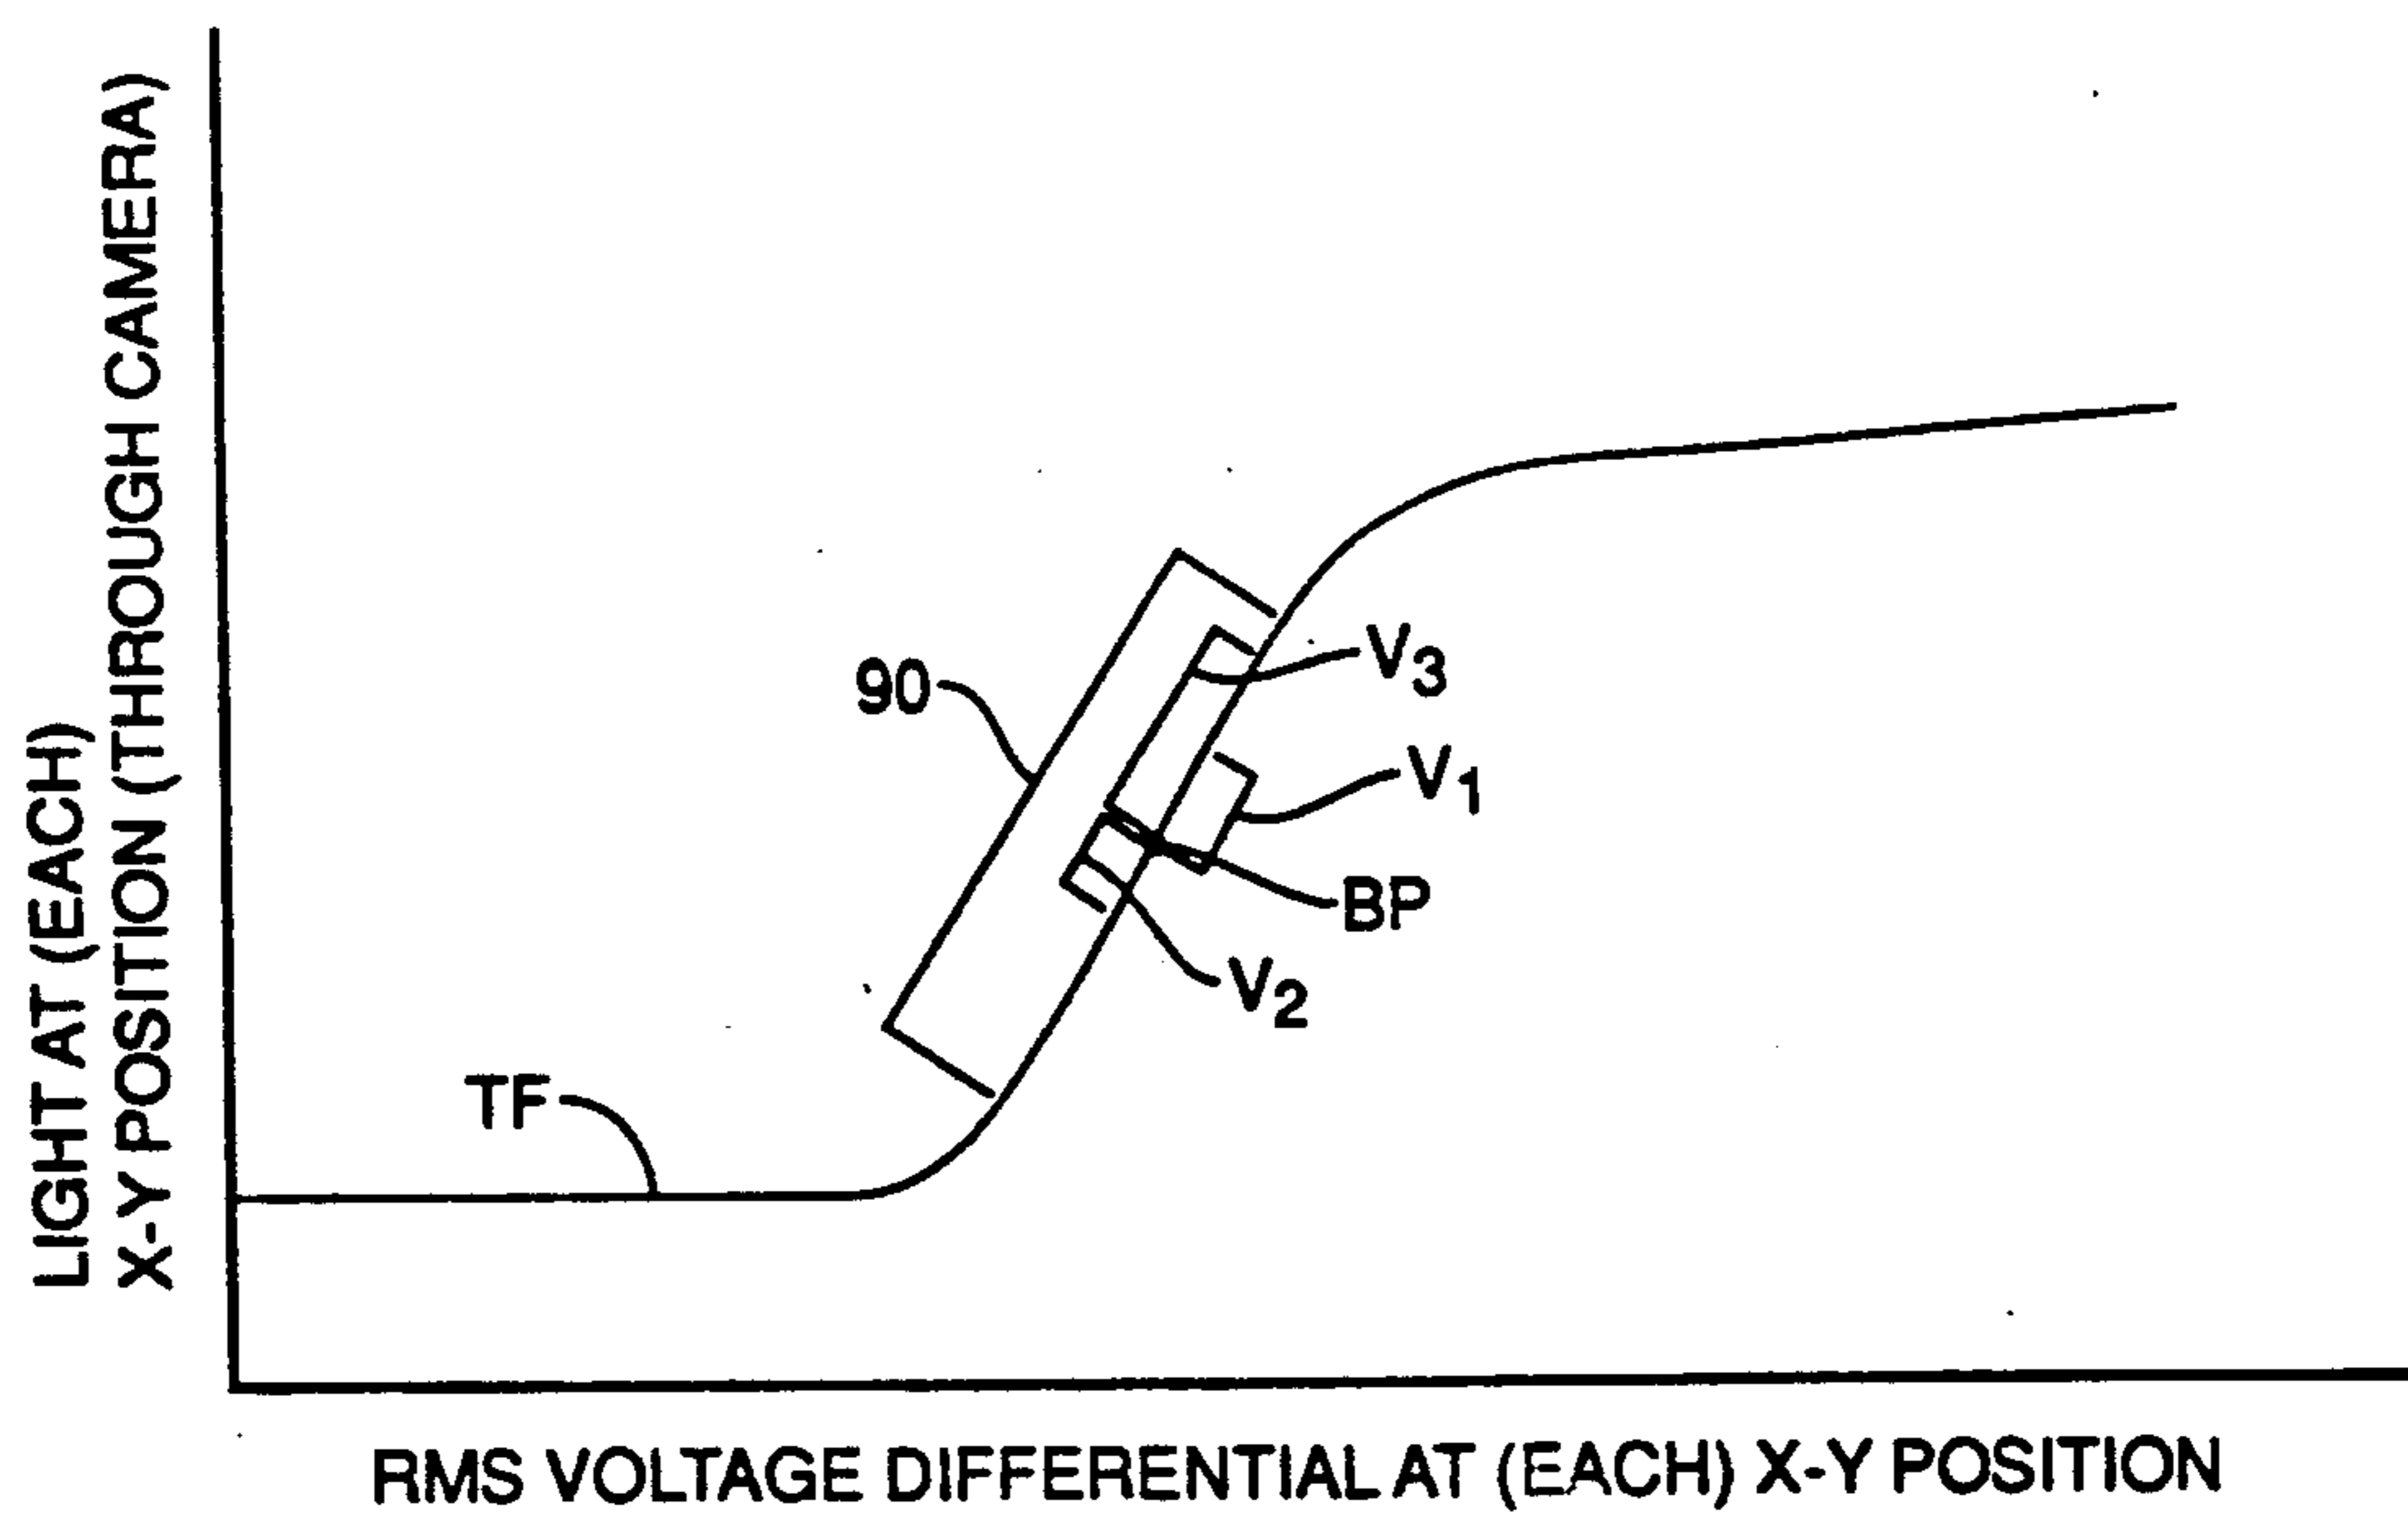 LIGHT AT (EACH)
X-Y POSITION (THROUGH CAMERA)
90
V3
V1
BP
V2
TF
RMS VOLTAGE DIFFERENTIAL AT (EACH) X-Y POSITION